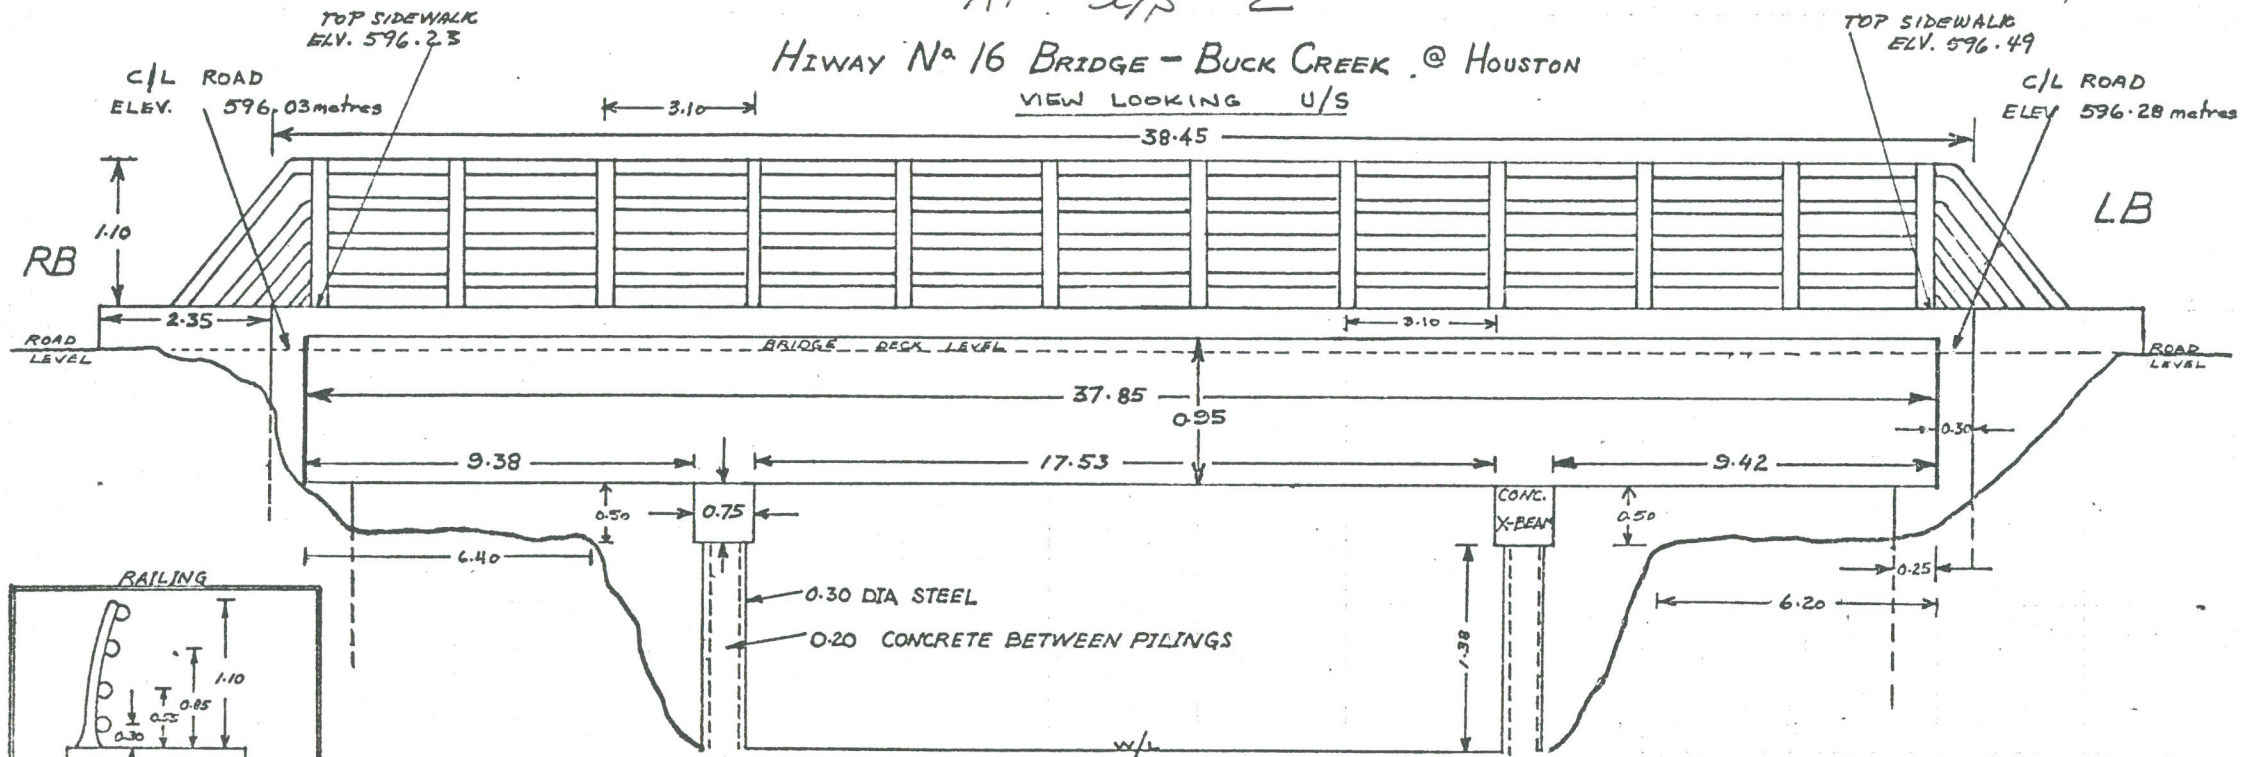 HIWAY Nº 16 BRIDGE - BUCK CREEK @ HOUSTON
VIEW LOOKING U/S
TOP SIDEWALK
ELV. 596.23
TOP SIDEWALK
ELV. 596.49
C/L ROAD
ELEV. 596.03 metres
C/L ROAD
ELEV 596.28 metres
3.10
38.45
1.10
RB
LB
2.35
3.10
ROAD
LEVEL
BRIDGE DECK LEVEL
ROAD
LEVEL
37.85
0.95
0.30
9.38
17.53
9.42
0.50
0.75
CONC.
X-BEAM
0.50
6.40
0.25
6.20
0.30 DIA STEEL
0.20 CONCRETE BETWEEN PILINGS
1.38
W/L
RAILING
1.10
0.85
0.55
0.30